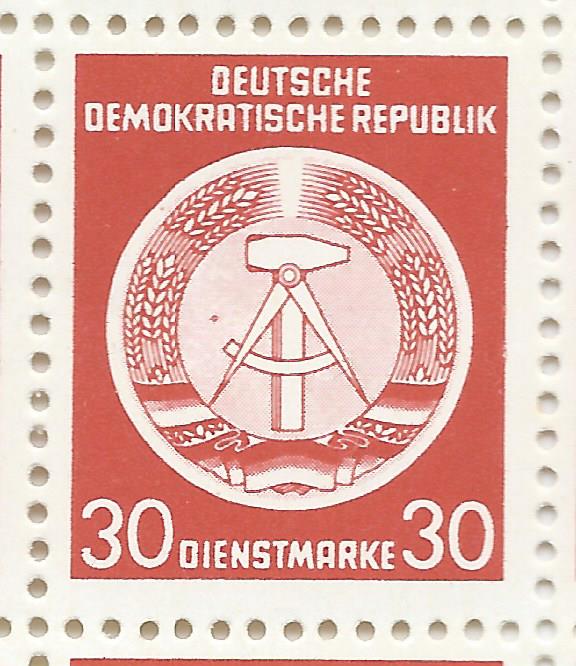 DEUTSCHE
DEMOKRATISCHE REPUBLIK
30 DIENSTMARKE 30